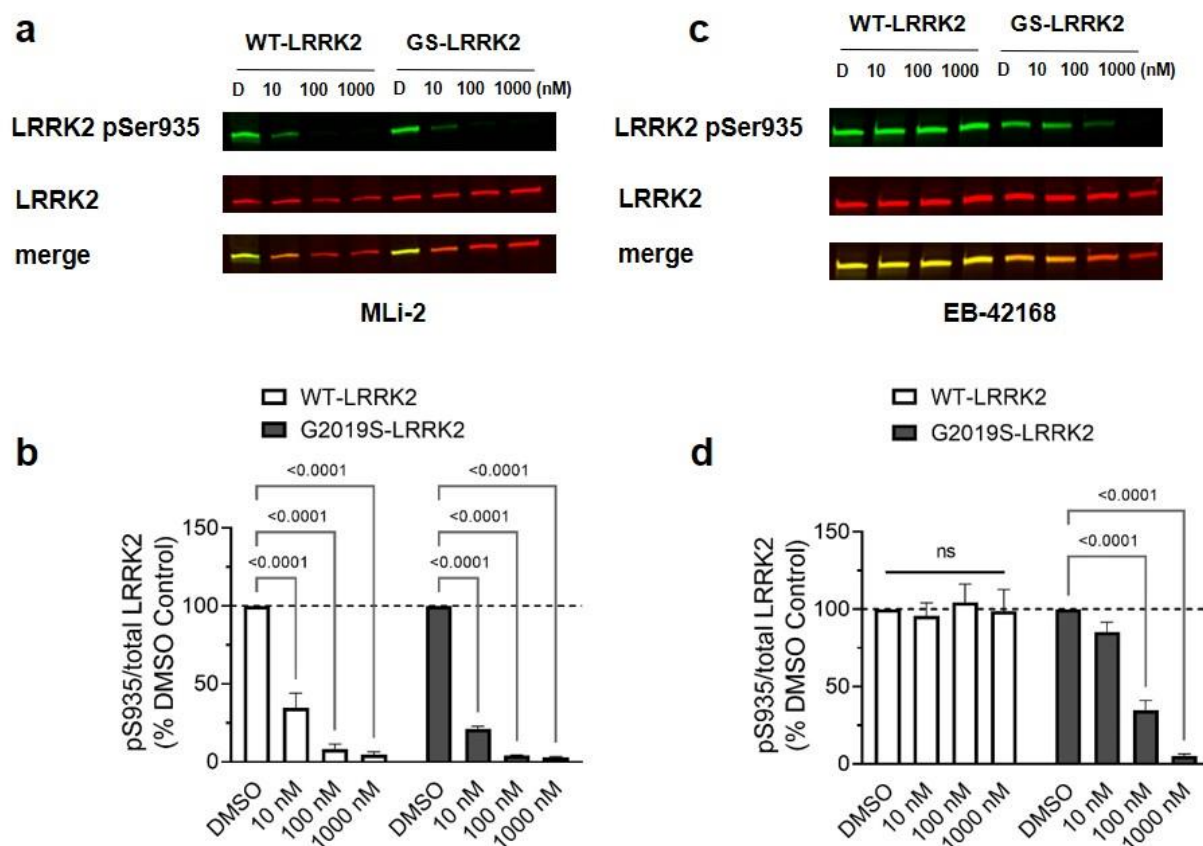 a
WT-LRRK2 GS-LRRK2
D 10 100 1000 D 10 100 1000 (nM)
LRRK2 pSer935
LRRK2
merge
MLi-2
c
WT-LRRK2 GS-LRRK2
D 10 100 1000 D 10 100 1000 (nM)
LRRK2 pSer935
LRRK2
merge
EB-42168
b
WT-LRRK2
G2019S-LRRK2
<0.0001 <0.0001
<0.0001 <0.0001
<0.0001 <0.0001
pS935/total LRRK2
(% DMSO Control)
150
100
50
0
DMSO 10 nM 100 nM 1000 nM DMSO 10 nM 100 nM 1000 nM
d
WT-LRRK2
G2019S-LRRK2
<0.0001
<0.0001
ns
pS935/total LRRK2
(% DMSO Control)
150
100
50
0
DMSO 10 nM 100 nM 1000 nM DMSO 10 nM 100 nM 1000 nM